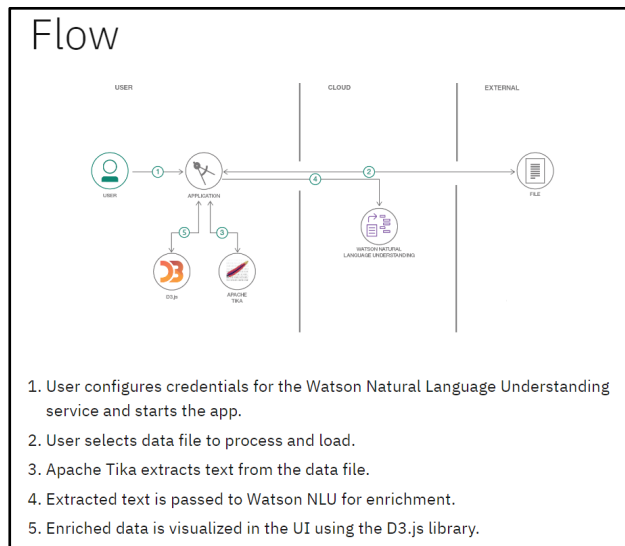 Flow
USER
CLOUD
EXTERNAL
1
2
4
USER
APPLICATION
FILE
5
3
WATSON NATURAL
LANGUAGE UNDERSTANDING
D3.js
APACHE
TIKA
1. User configures credentials for the Watson Natural Language Understanding
service and starts the app.
2. User selects data file to process and load.
3. Apache Tika extracts text from the data file.
4. Extracted text is passed to Watson NLU for enrichment.
5. Enriched data is visualized in the UI using the D3.js library.